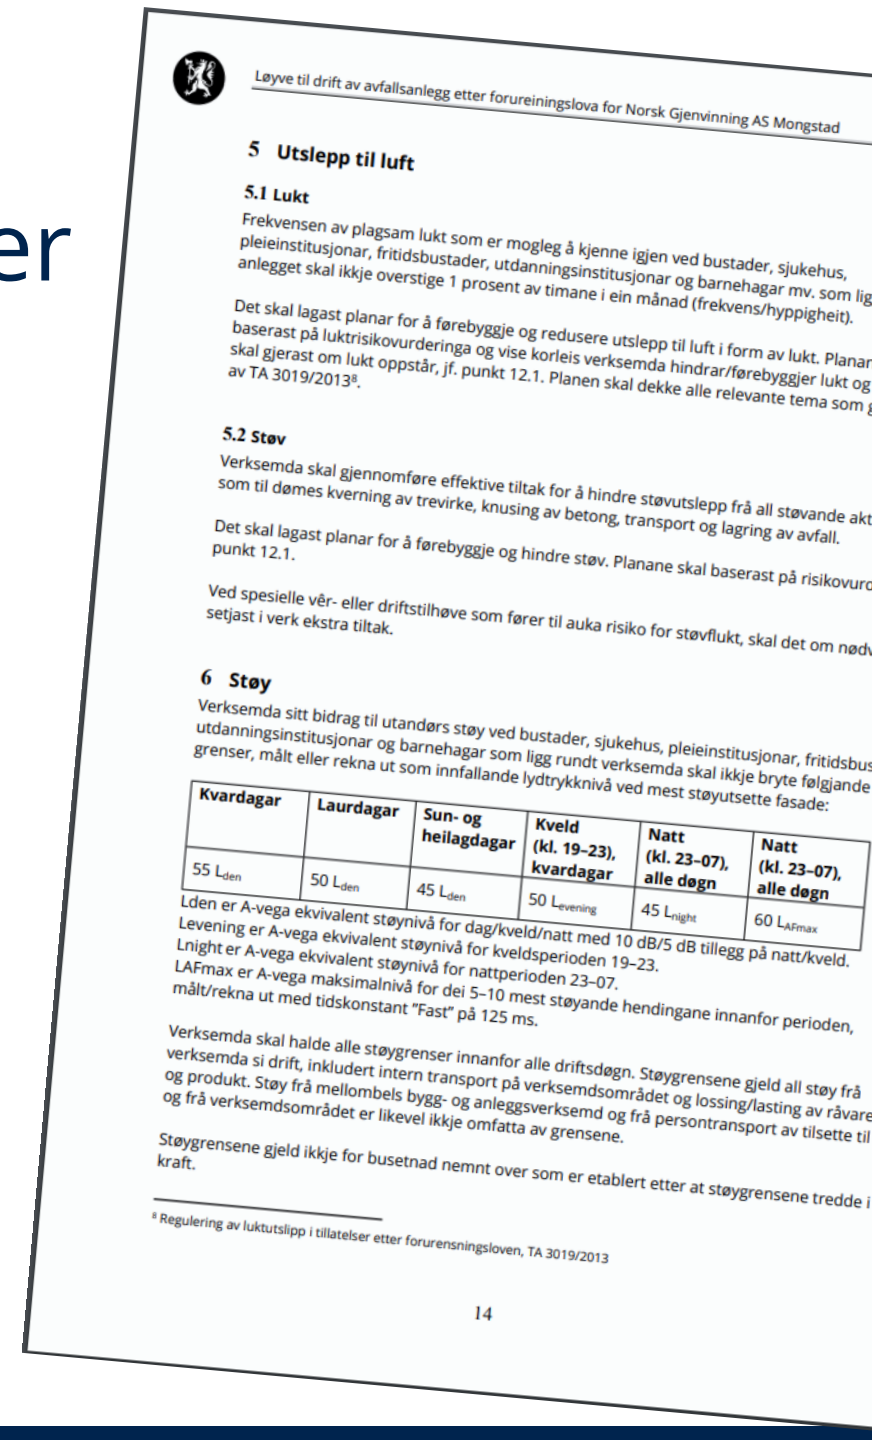 er
Løyve til drift av avfallsanlegg etter forureiningslova for Norsk Gjenvinning AS Mongstad
5 Utslepp til luft
5.1 Lukt
Frekvensen av plagsam lukt som er mogleg å kjenne igjen ved bustader, sjukehus,
pleieinstitusjonar, fritidsbustader, utdanningsinstitusjonar og barnehagar mv. som lig
anlegget skal ikkje overstige 1 prosent av timane i ein månad (frekvens/hyppigheit).
Det skal lagast planar for å førebyggje og redusere utslepp til luft i form av lukt. Planar
baserast på luktrisikovurderinga og vise korleis verksemda hindrar/førebyggjer lukt og
skal gjerast om lukt oppstår, jf. punkt 12.1. Planen skal dekke alle relevante tema som g
av TA 3019/2013⁸.
5.2 Støv
Verksemda skal gjennomføre effektive tiltak for å hindre støvutslepp frå all støvande akt
som til dømes kverning av trevirke, knusing av betong, transport og lagring av avfall.
Det skal lagast planar for å førebyggje og hindre støv. Planane skal baserast på risikovurd
punkt 12.1.
Ved spesielle vêr- eller driftstilhøve som fører til auka risiko for støvflukt, skal det om nødv
setjast i verk ekstra tiltak.
6 Støy
Verksemda sitt bidrag til utandørs støy ved bustader, sjukehus, pleieinstitusjonar, fritidsbus
utdanningsinstitusjonar og barnehagar som ligg rundt verksemda skal ikkje bryte følgjande
grenser, målt eller rekna ut som innfallande lydtrykknivå ved mest støyutsette fasade:
Kvardagar Laurdagar Sun- og heilagdagar Kveld (kl. 19–23), kvardagar Natt (kl. 23–07), alle døgn Natt (kl. 23–07), alle døgn
55 Lden 50 Lden 45 Lden 50 Levening 45 Lnight 60 LAFmax
Lden er A-vega ekvivalent støynivå for dag/kveld/natt med 10 dB/5 dB tillegg på natt/kveld.
Levening er A-vega ekvivalent støynivå for kveldsperioden 19–23.
Lnight er A-vega ekvivalent støynivå for nattperioden 23–07.
LAFmax er A-vega maksimalnivå for dei 5–10 mest støyande hendingane innanfor perioden,
målt/rekna ut med tidskonstant ”Fast” på 125 ms.
Verksemda skal halde alle støygrenser innanfor alle driftsdøgn. Støygrensene gjeld all støy frå
verksemda si drift, inkludert intern transport på verksemdsområdet og lossing/lasting av råvare
og produkt. Støy frå mellombels bygg- og anleggsverksemd og frå persontransport av tilsette til
og frå verksemdsområdet er likevel ikkje omfatta av grensene.
Støygrensene gjeld ikkje for busetnad nemnt over som er etablert etter at støygrensene tredde i
kraft.
⁸ Regulering av luktutslipp i tillatelser etter forurensningsloven, TA 3019/2013
14